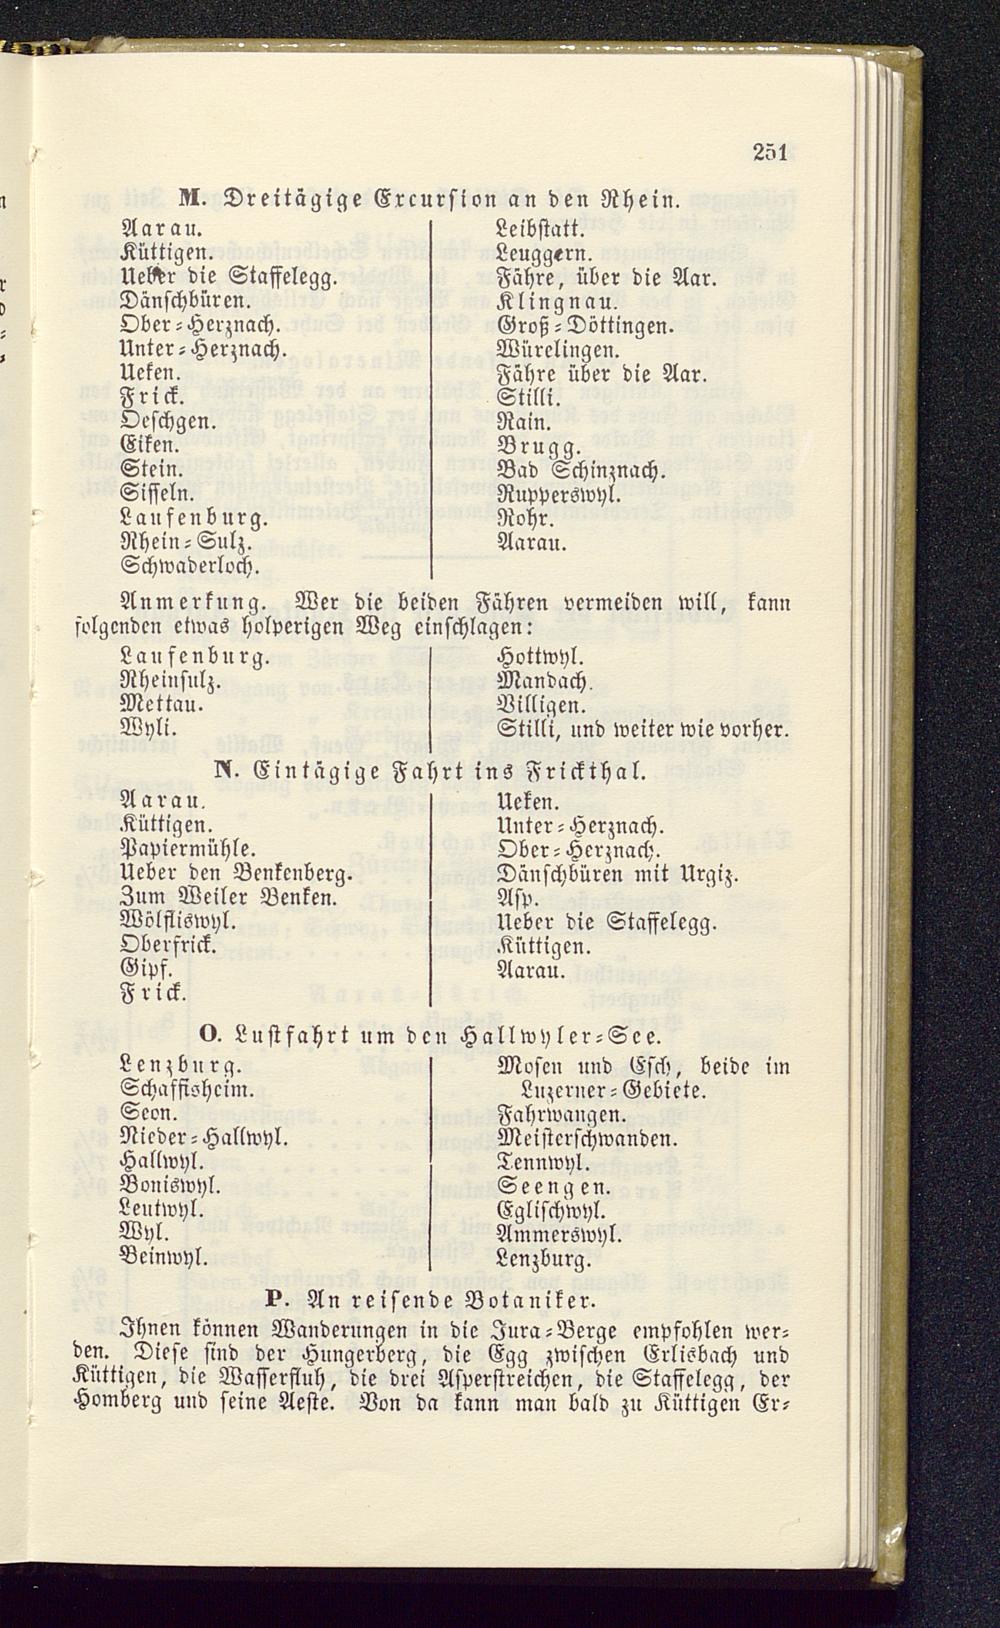 251
M. Dreitägige Excursion an den Rhein.
Aarau.
Küttigen.
Ueber die Staffelegg.
Dänschbüren.
Ober-Herznach.
Unter-Herznach.
Ueken.
Frick.
Oeschgen.
Eiken.
Stein.
Sisseln.
Laufenburg.
Rhein-Sulz.
Schwaderloch.
Leibstatt.
Leuggern.
Fähre, über die Aar.
Klingnau.
Groß-Döttingen.
Würelingen.
Fähre über die Aar.
Stilli.
Rain.
Brugg.
Bad Schinznach.
Rupperswyl.
Rohr.
Aarau.
Anmerkung. Wer die beiden Fähren vermeiden will, kann
folgenden etwas holperigen Weg einschlagen:
Laufenburg.
Rheinsulz.
Mettau.
Wyli.
Hottwyl.
Mandach.
Villigen.
Stilli, und weiter wie vorher.
N. Eintägige Fahrt ins Frickthal.
Aarau.
Küttigen.
Papiermühle.
Ueber den Benkenberg.
Zum Weiler Benken.
Wölfliswyl.
Oberfrick.
Gipf.
Frick.
Ueken.
Unter-Herznach.
Ober-Herznach.
Dänschbüren mit Urgiz.
Asp.
Ueber die Staffelegg.
Küttigen.
Aarau.
O. Lustfahrt um den Hallwyler-See.
Lenzburg.
Schaffisheim.
Seon.
Nieder-Hallwyl.
Hallwyl.
Boniswyl.
Leutwyl.
Wyl.
Beinwyl.
Mosen und Esch, beide im
Luzerner-Gebiete.
Fahrwangen.
Meisterschwanden.
Tennwyl.
Seengen.
Eglischwyl.
Ammerswyl.
Lenzburg.
P. An reisende Botaniker.
Ihnen können Wanderungen in die Jura-Berge empfohlen wer-
den. Diese sind der Hungerberg, die Egg zwischen Erlisbach und
Küttigen, die Wasserfluh, die drei Asperstreichen, die Staffelegg, der
Homberg und seine Aeste. Von da kann man bald zu Küttigen Er-